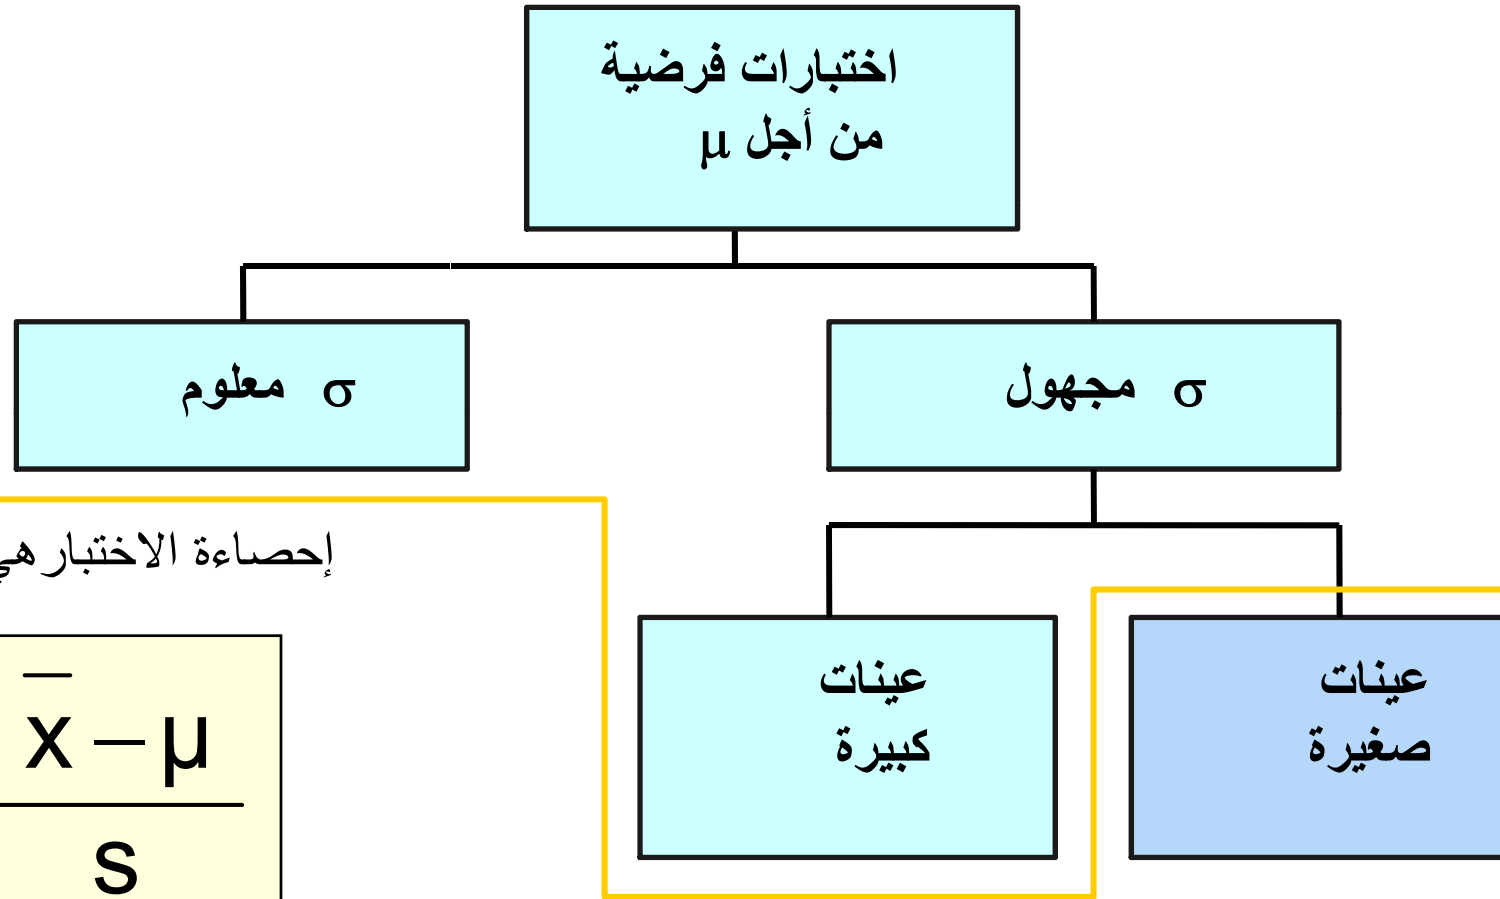 اختبارات فرضية
من أجل μ
σ معلوم
σ مجهول
إحصاءة الاختبار هي
عينات
كبيرة
عينات
صغيرة
x̄ − μ
s